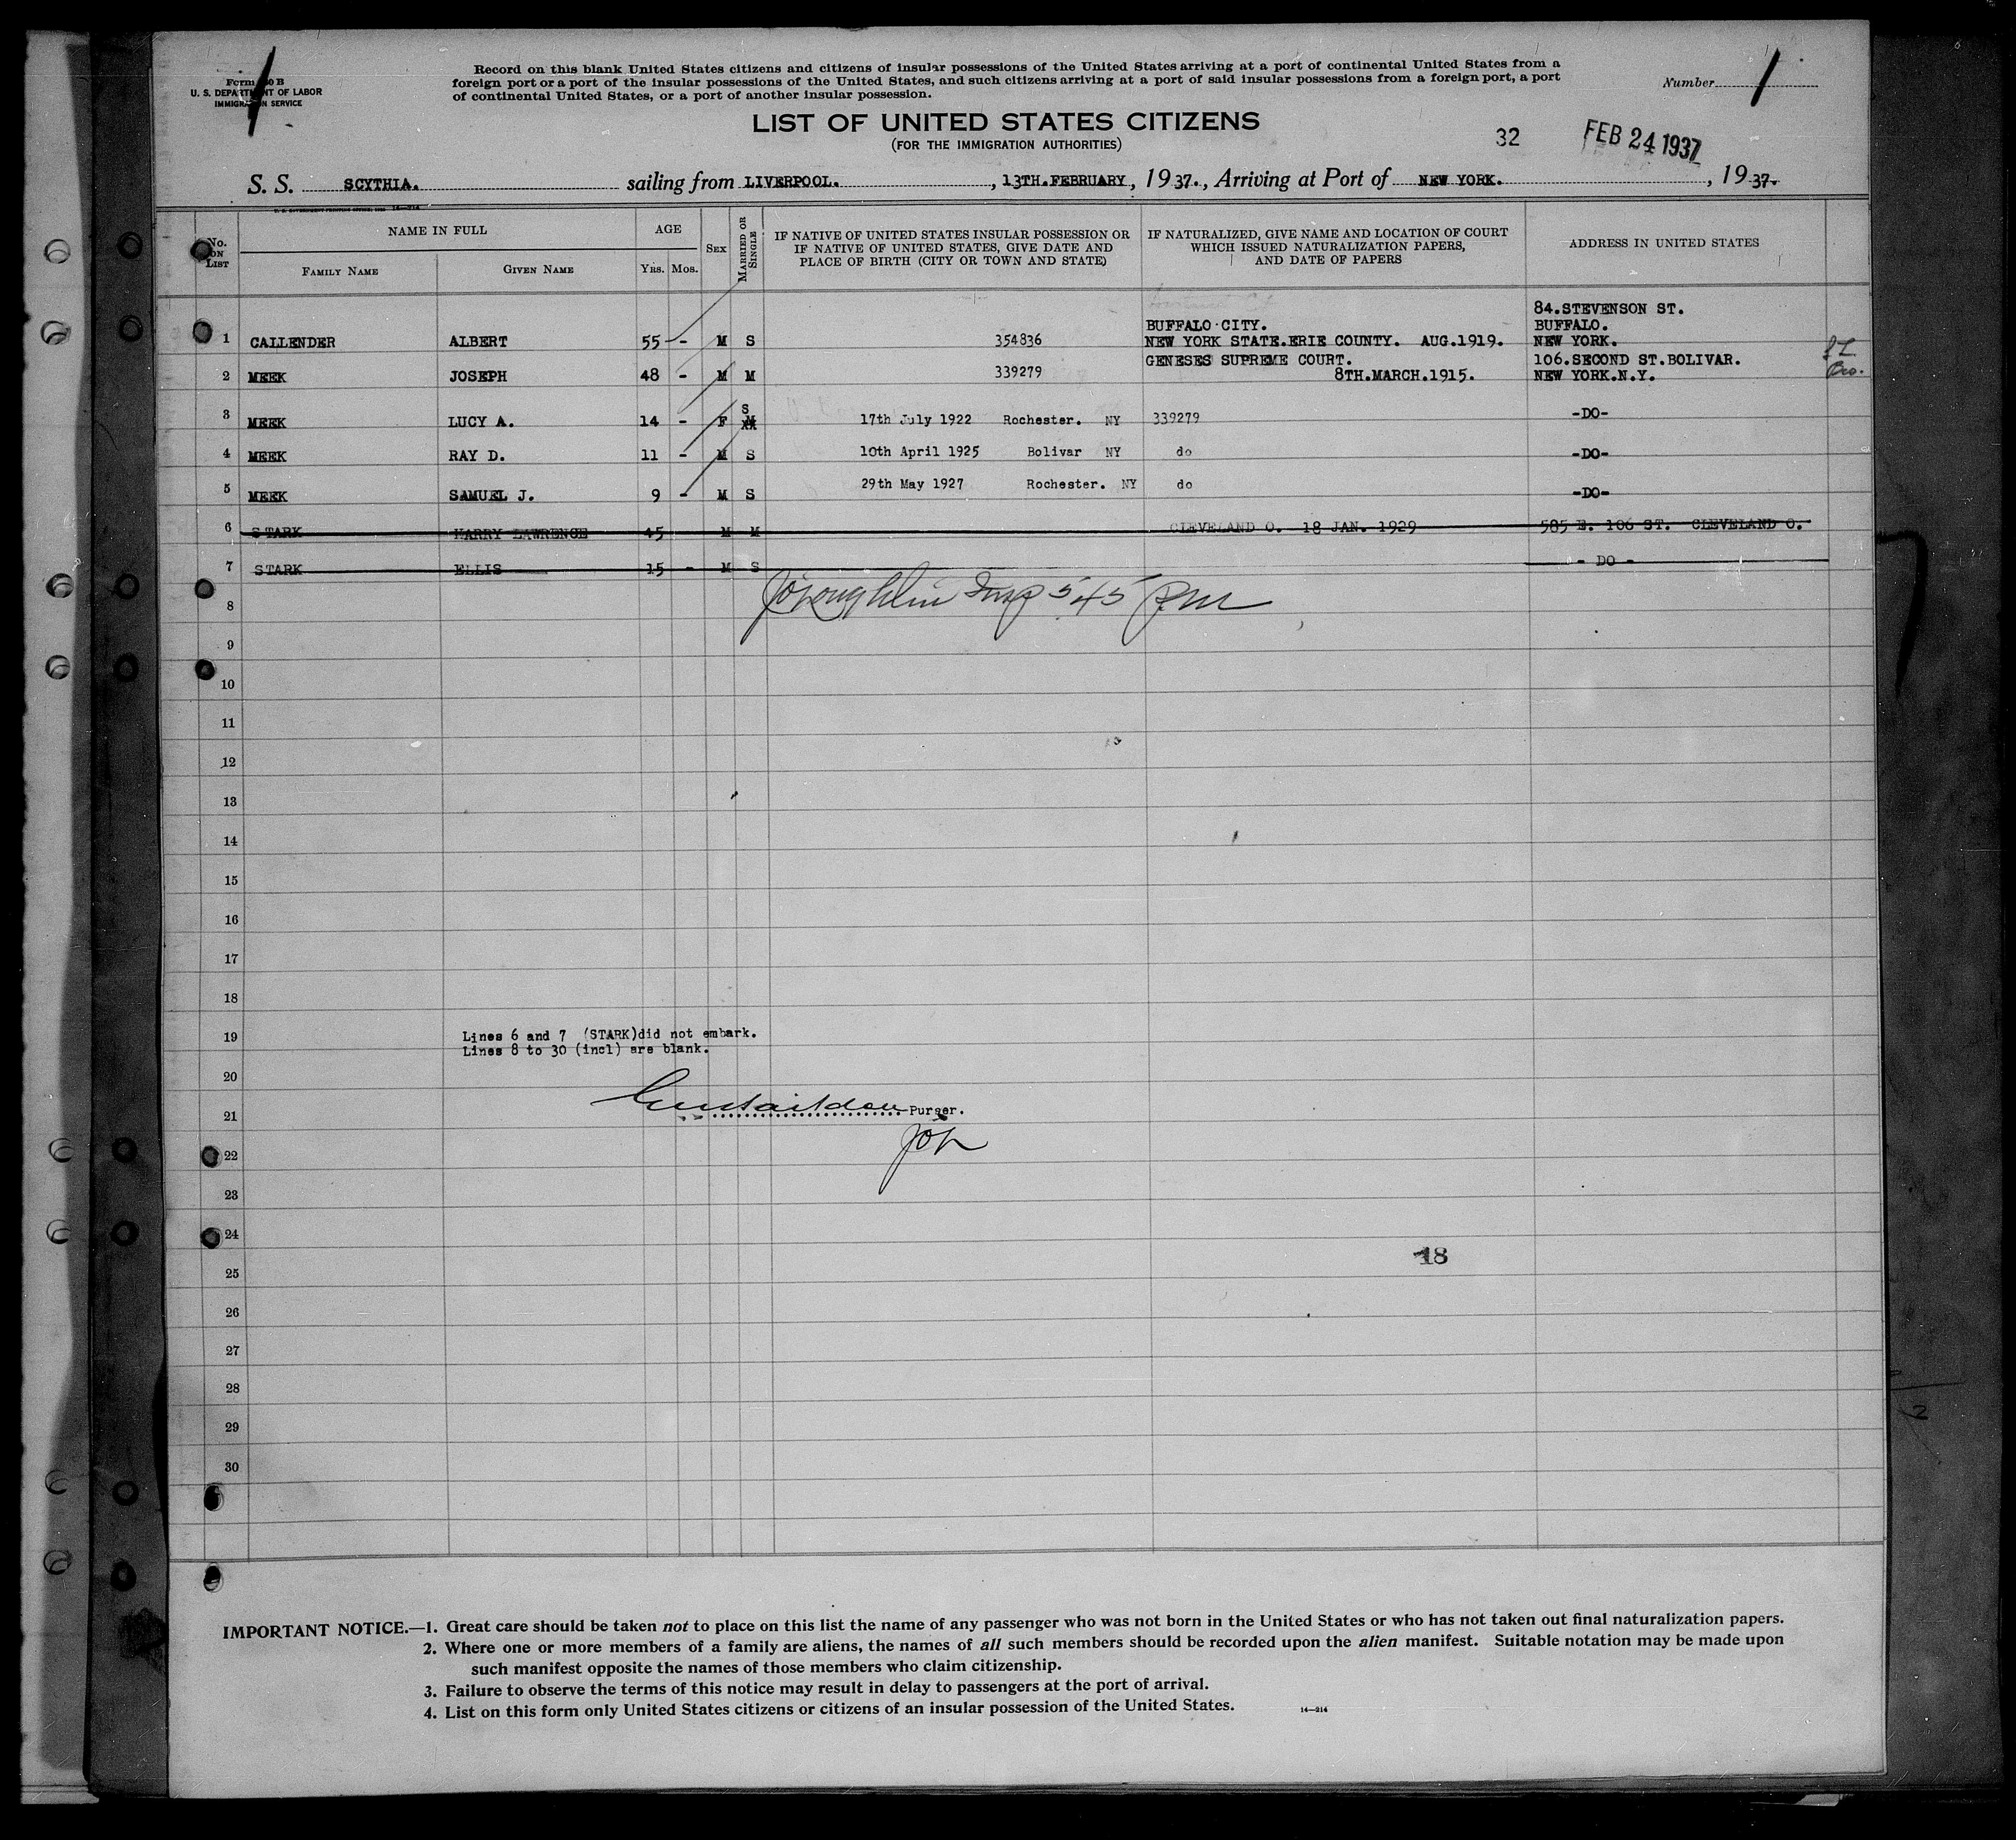 Record on this blank United States citizens and citizens of insular possessions of the United States arriving at a port of continental United States from a
foreign port or a port of the insular possessions of the United States, and such citizens arriving at a port of said insular possessions from a foreign port, a port
of continental United States, or a port of another insular possession.
Form B
U. S. DEPARTMENT OF LABOR
IMMIGRATION SERVICE
Number 1
LIST OF UNITED STATES CITIZENS
(FOR THE IMMIGRATION AUTHORITIES)
32 FEB 24 1937
S. S. SCYTHIA. sailing from LIVERPOOL. , 13TH.FEBRUARY , 1937. , Arriving at Port of NEW YORK. , 1937.
No. on List
NAME IN FULL
Family Name Given Name
AGE
Yrs. Mos.
Sex
Married or Single
IF NATIVE OF UNITED STATES INSULAR POSSESSION OR
IF NATIVE OF UNITED STATES, GIVE DATE AND
PLACE OF BIRTH (CITY OR TOWN AND STATE)
IF NATURALIZED, GIVE NAME AND LOCATION OF COURT
WHICH ISSUED NATURALIZATION PAPERS,
AND DATE OF PAPERS
ADDRESS IN UNITED STATES
84.STEVENSON ST.
BUFFALO CITY. BUFFALO.
1 CALLENDER ALBERT 55 - M S 354836 NEW YORK STATE.ERIE COUNTY. AUG.1919. NEW YORK.
GENESES SUPREME COURT. 106.SECOND ST.BOLIVAR.
2 MEEK JOSEPH 48 - M M 339279 8TH.MARCH.1915. NEW YORK.N.Y.
3 MEEK LUCY A. 14 - F S 17th July 1922 Rochester. NY 339279 -DO-
4 MEEK RAY D. 11 - M S 10th April 1925 Bolivar NY do -DO-
5 MEEK SAMUEL J. 9 - M S 29th May 1927 Rochester. NY do -DO-
6 STARK HARRY LAWRENCE 45 M M CLEVELAND O. 18 JAN. 1929 585 E. 106 ST. CLEVELAND O.
7 STARK ELLIS 15 - M S - DO -
8 Insp 545 PM
9
10
11
12
13
14
15
16
17
18
19 Lines 6 and 7 (STARK)did not embark.
Lines 8 to 30 (incl) are blank.
20
21 Purser.
22
23
24
18
25
26
27
28
29
30
IMPORTANT NOTICE.—1. Great care should be taken not to place on this list the name of any passenger who was not born in the United States or who has not taken out final naturalization papers.
2. Where one or more members of a family are aliens, the names of all such members should be recorded upon the alien manifest. Suitable notation may be made upon
such manifest opposite the names of those members who claim citizenship.
3. Failure to observe the terms of this notice may result in delay to passengers at the port of arrival.
4. List on this form only United States citizens or citizens of an insular possession of the United States. 14—214